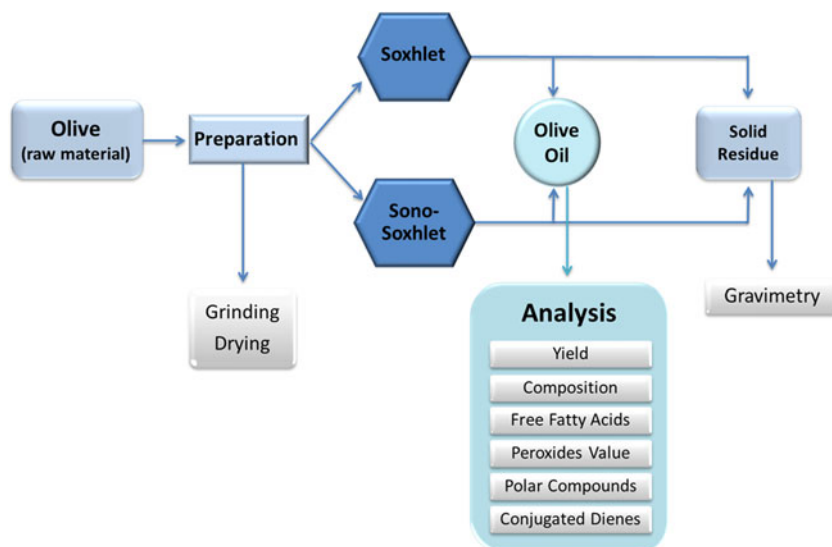 Soxhlet
Olive
(raw material)
Preparation
Olive
Oil
Solid
Residue
Sono-
Soxhlet
Grinding
Drying
Gravimetry
Analysis
Yield
Composition
Free Fatty Acids
Peroxides Value
Polar Compounds
Conjugated Dienes